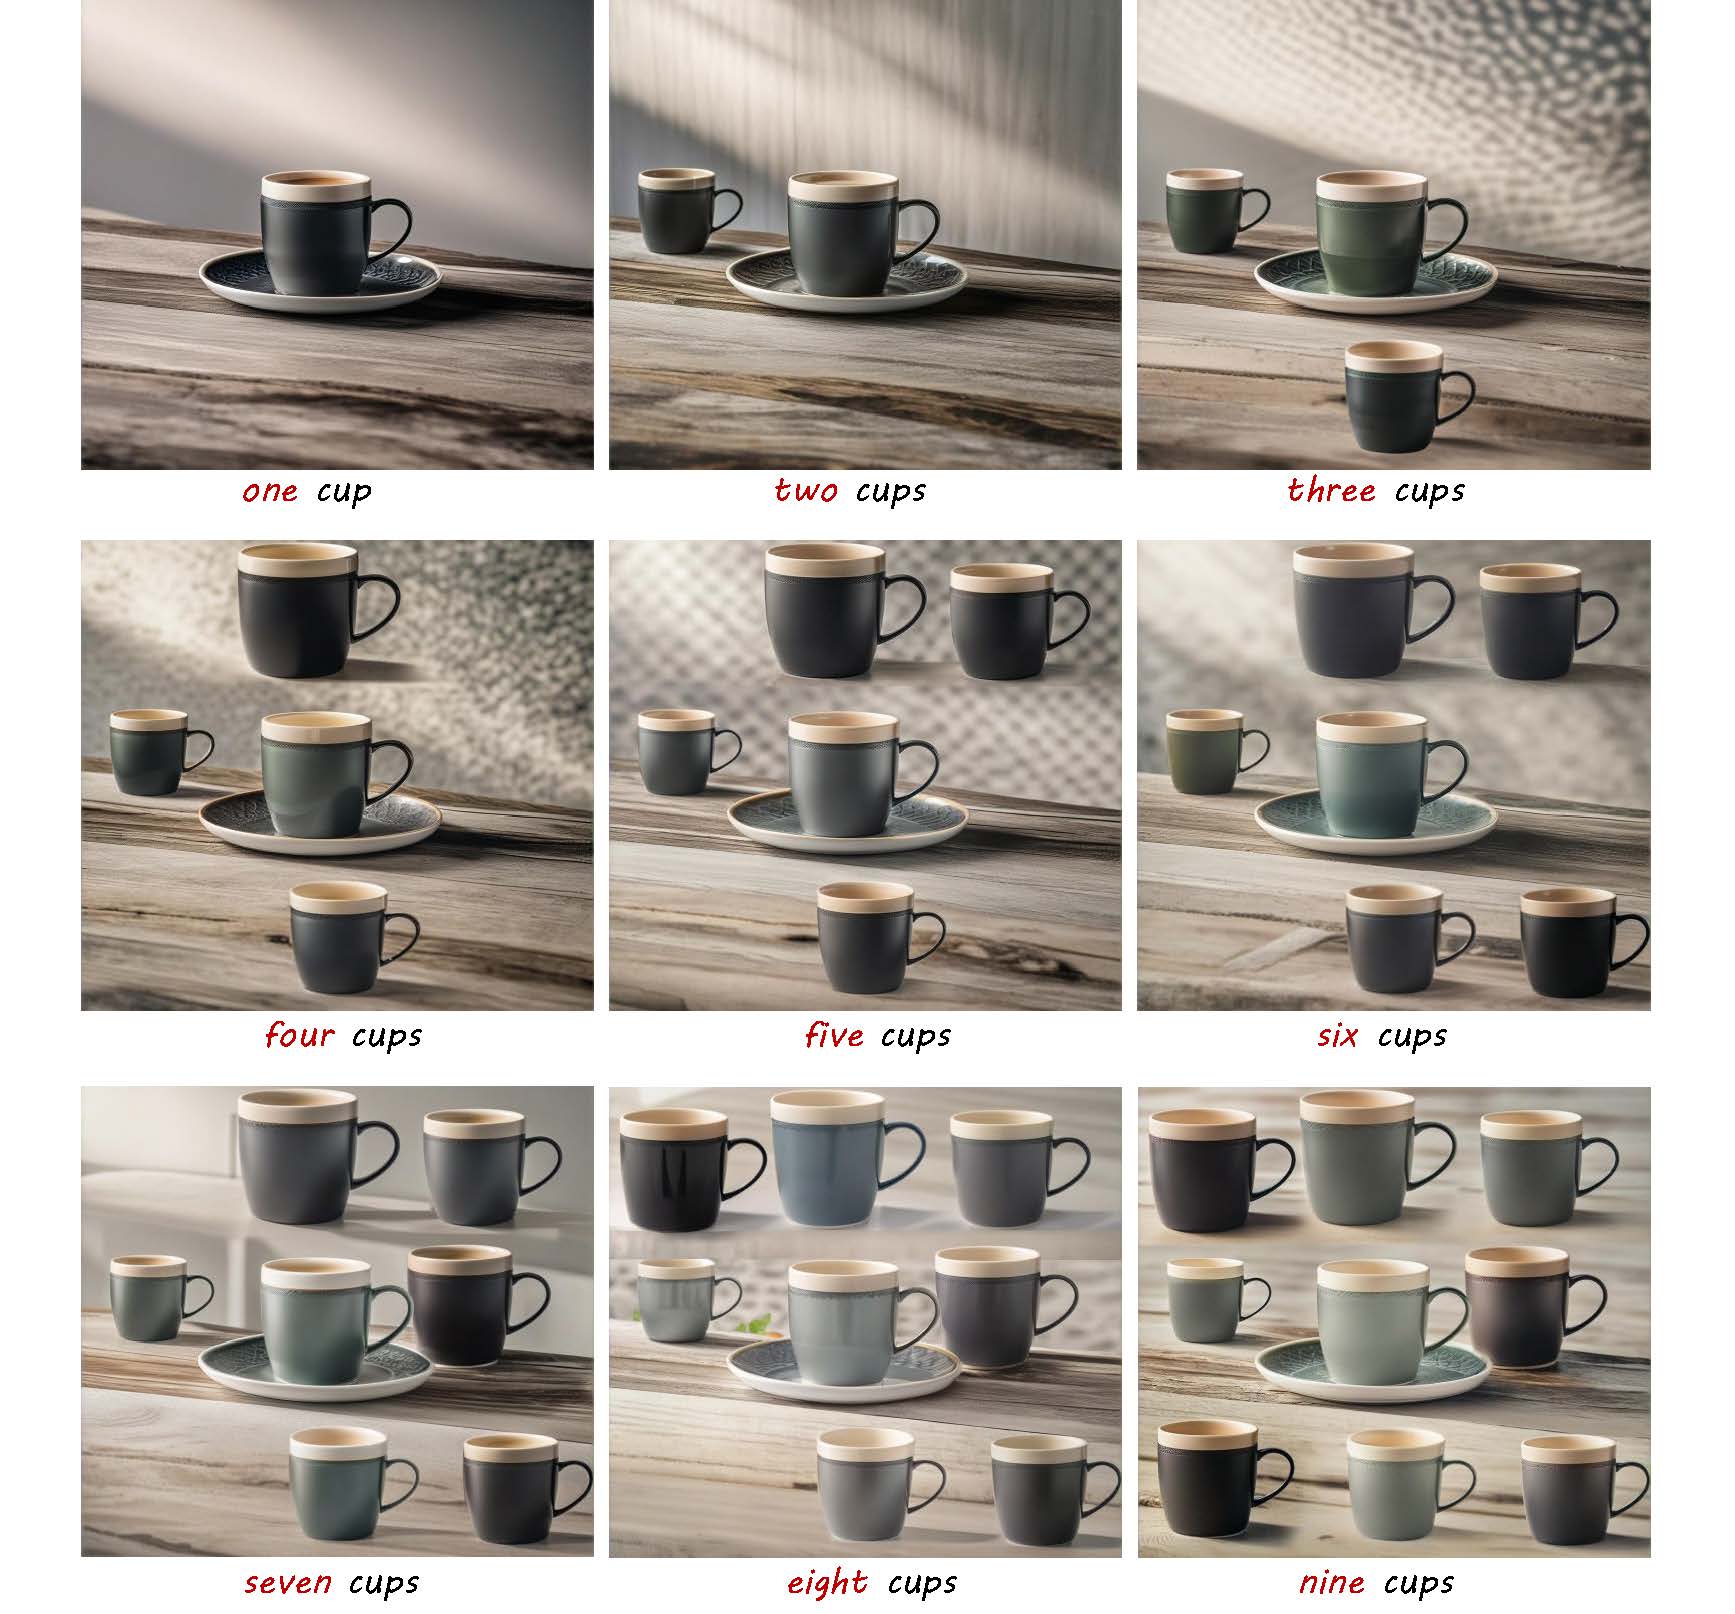 one cup
two cups
three cups
four cups
five cups
six cups
seven cups
eight cups
nine cups